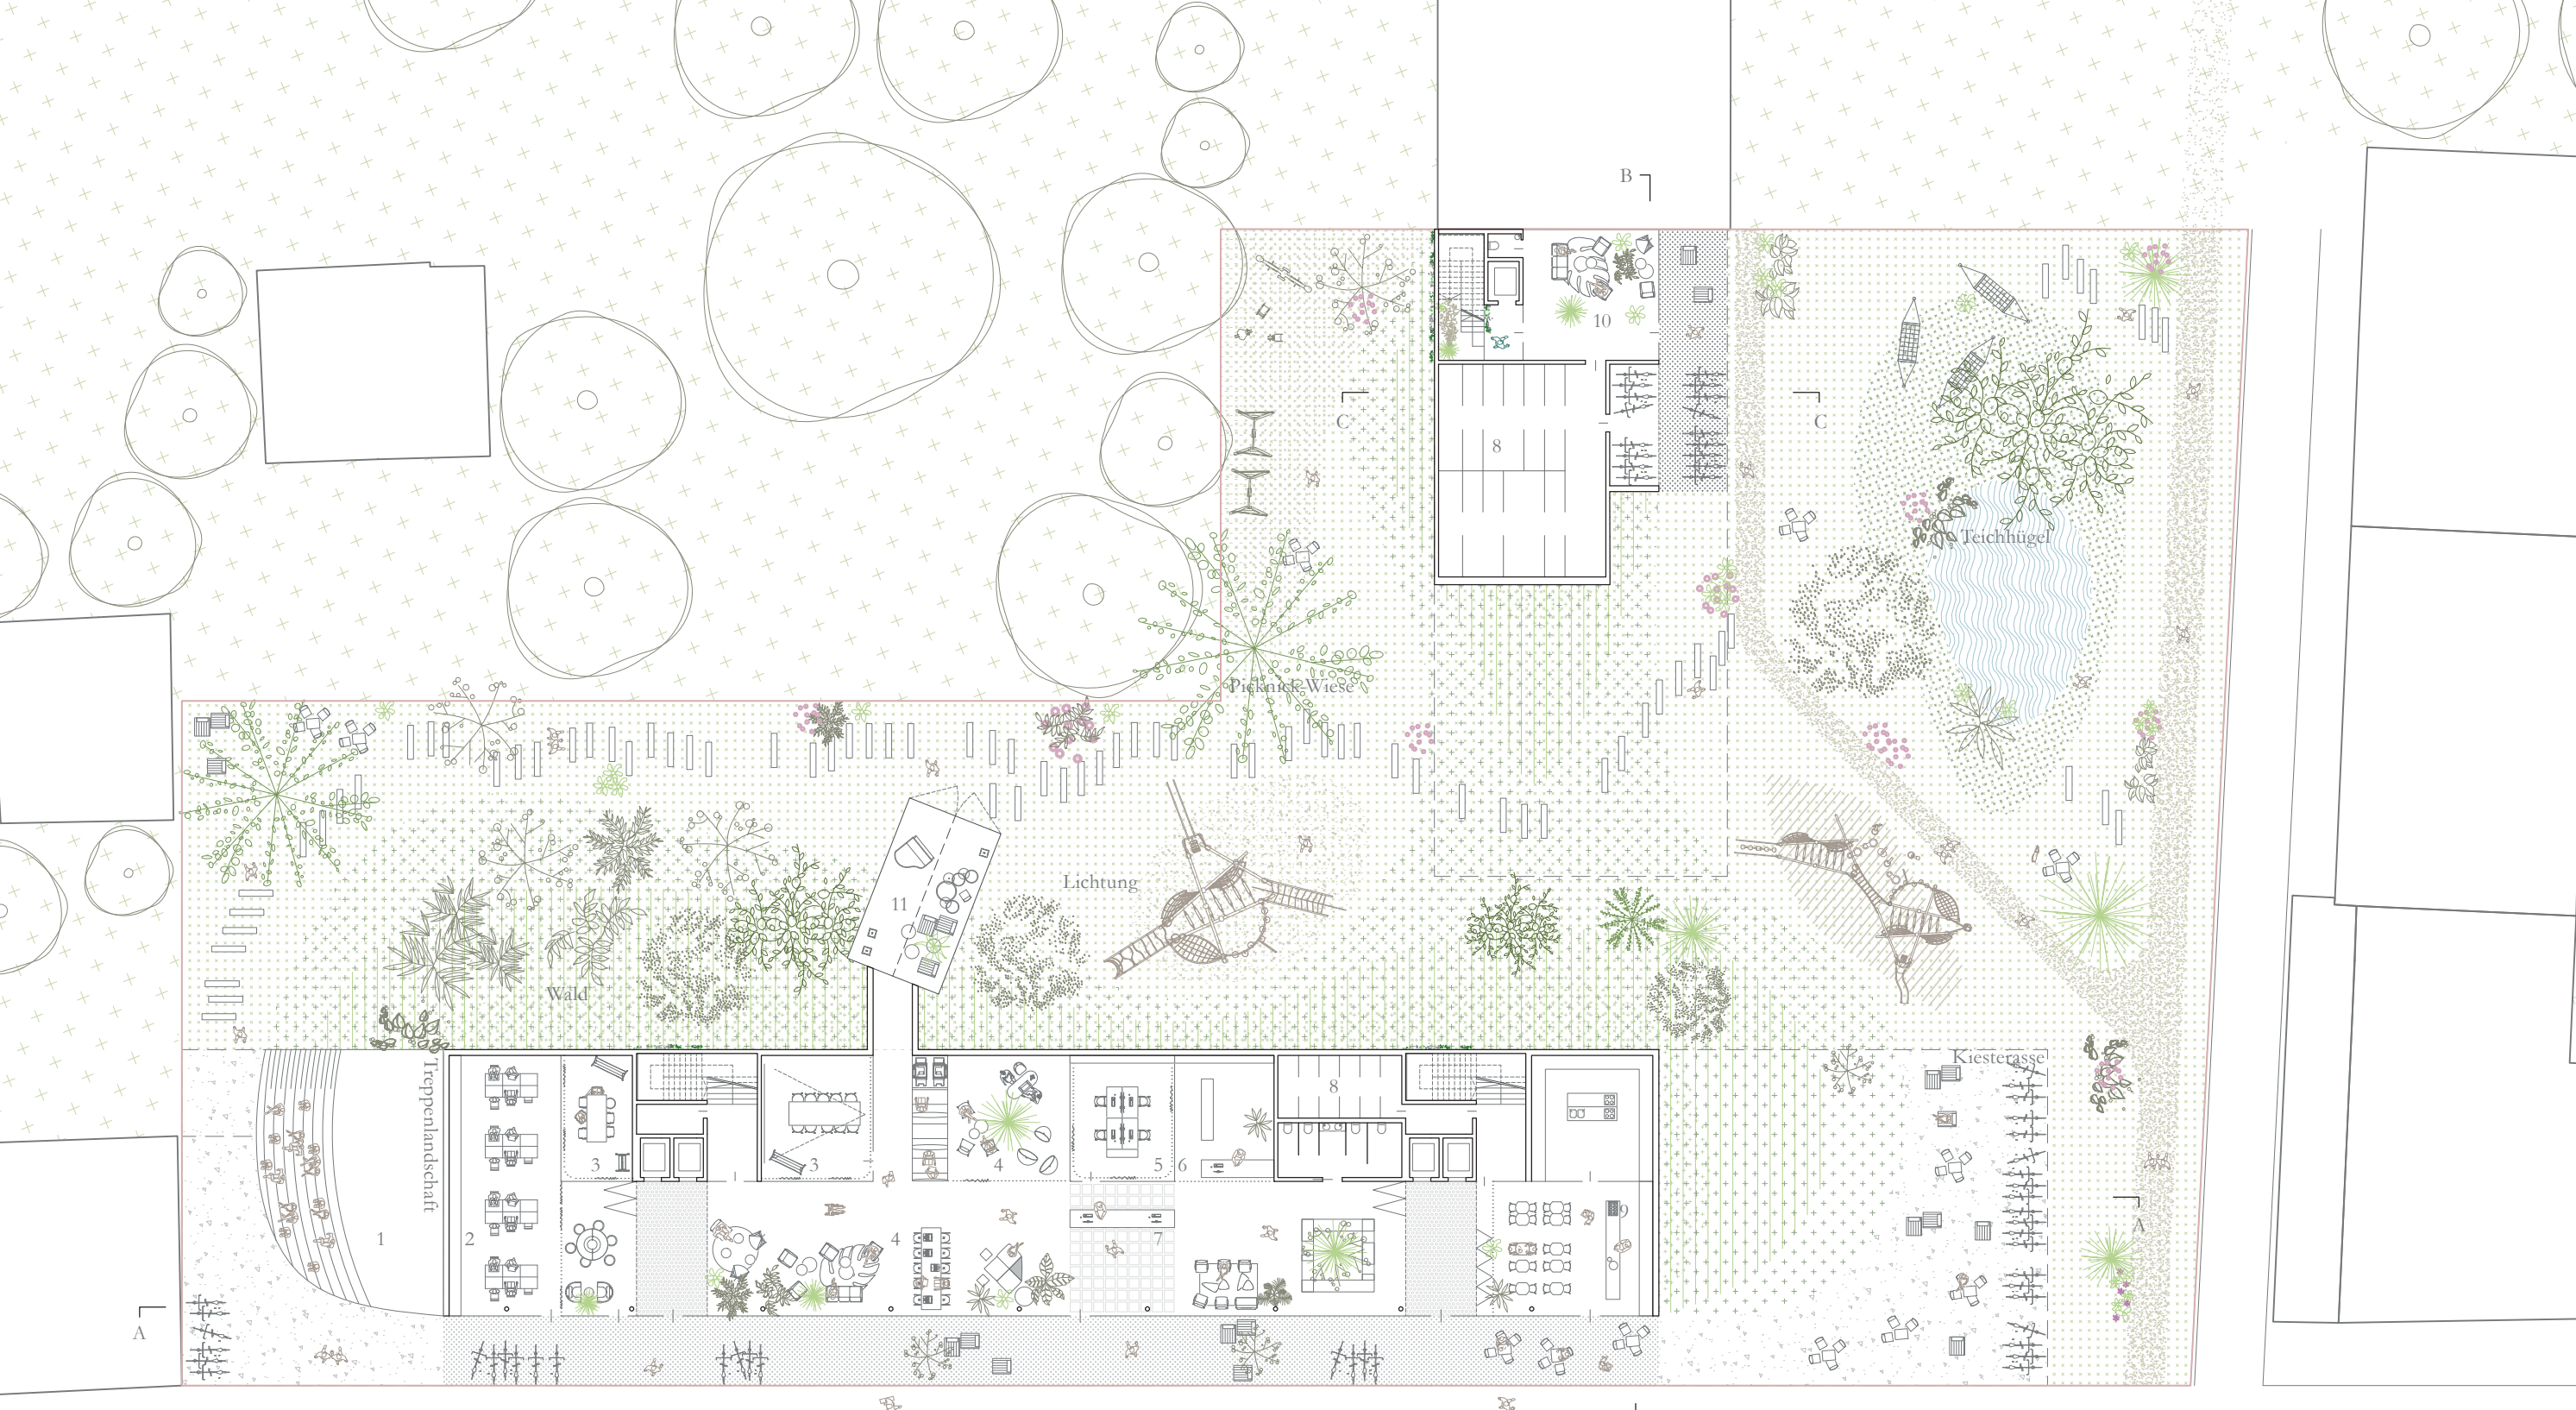 B
10
C
C
8
Teichhügel
Picknick-Wiese
Lichtung
11
Wald
Kiesterasse
Treppenlandschaft
8
3
3
4
5
6
A
9
1
2
4
7
A